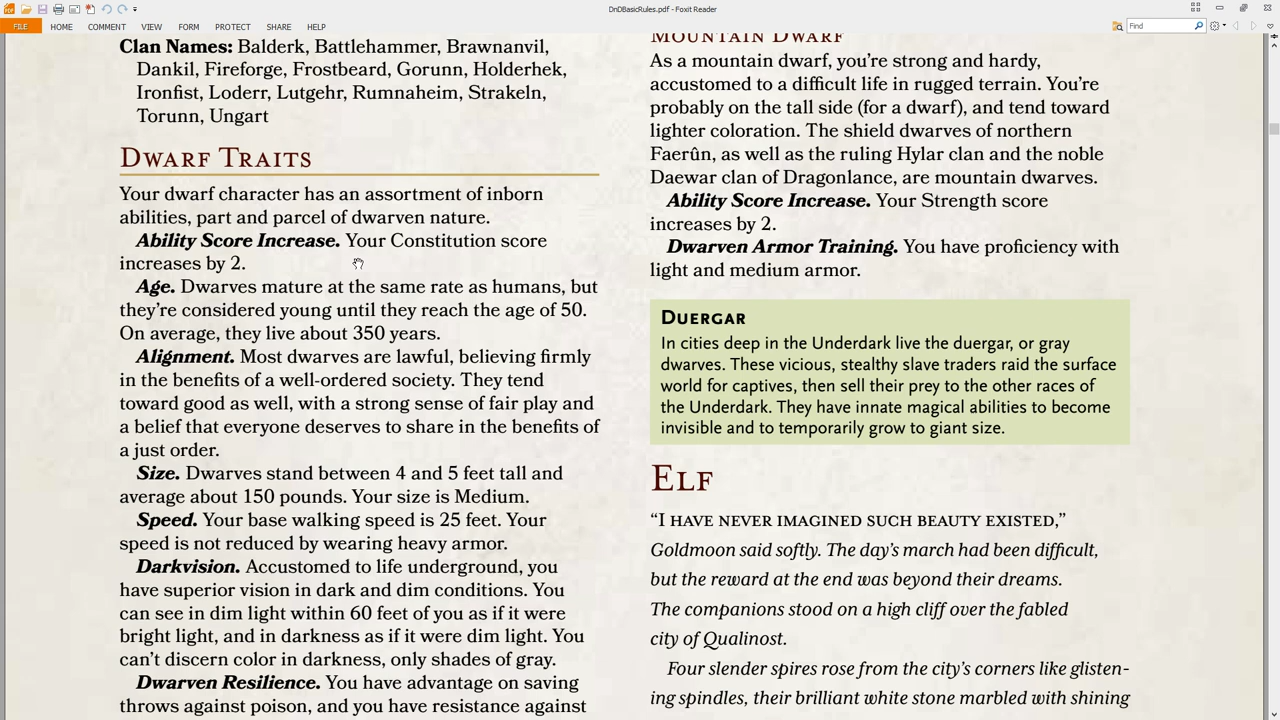 DnDBasicRules.pdf - Foxit Reader
FILE HOME COMMENT VIEW FORM PROTECT SHARE HELP
Find
Clan Names: Balderk, Battlehammer, Brawnanvil,
Dankil, Fireforge, Frostbeard, Gorunn, Holderhek,
Ironfist, Loderr, Lutgehr, Rumnaheim, Strakeln,
Torunn, Ungart
Dwarf Traits
Your dwarf character has an assortment of inborn
abilities, part and parcel of dwarven nature.
Ability Score Increase. Your Constitution score
increases by 2.
Age. Dwarves mature at the same rate as humans, but
they’re considered young until they reach the age of 50.
On average, they live about 350 years.
Alignment. Most dwarves are lawful, believing firmly
in the benefits of a well-ordered society. They tend
toward good as well, with a strong sense of fair play and
a belief that everyone deserves to share in the benefits of
a just order.
Size. Dwarves stand between 4 and 5 feet tall and
average about 150 pounds. Your size is Medium.
Speed. Your base walking speed is 25 feet. Your
speed is not reduced by wearing heavy armor.
Darkvision. Accustomed to life underground, you
have superior vision in dark and dim conditions. You
can see in dim light within 60 feet of you as if it were
bright light, and in darkness as if it were dim light. You
can’t discern color in darkness, only shades of gray.
Dwarven Resilience. You have advantage on saving
throws against poison, and you have resistance against
Mountain Dwarf
As a mountain dwarf, you’re strong and hardy,
accustomed to a difficult life in rugged terrain. You’re
probably on the tall side (for a dwarf), and tend toward
lighter coloration. The shield dwarves of northern
Faerûn, as well as the ruling Hylar clan and the noble
Daewar clan of Dragonlance, are mountain dwarves.
Ability Score Increase. Your Strength score
increases by 2.
Dwarven Armor Training. You have proficiency with
light and medium armor.
Duergar
In cities deep in the Underdark live the duergar, or gray
dwarves. These vicious, stealthy slave traders raid the surface
world for captives, then sell their prey to the other races of
the Underdark. They have innate magical abilities to become
invisible and to temporarily grow to giant size.
Elf
“I have never imagined such beauty existed,”
Goldmoon said softly. The day’s march had been difficult,
but the reward at the end was beyond their dreams.
The companions stood on a high cliff over the fabled
city of Qualinost.
Four slender spires rose from the city’s corners like glisten-
ing spindles, their brilliant white stone marbled with shining